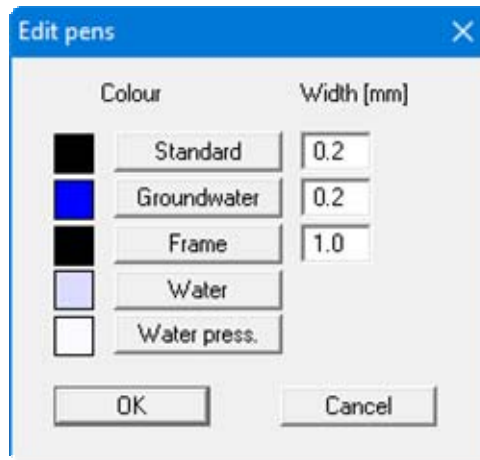 Edit pens
Colour Width [mm]
Standard 0.2
Groundwater 0.2
Frame 1.0
Water
Water press.
OK Cancel